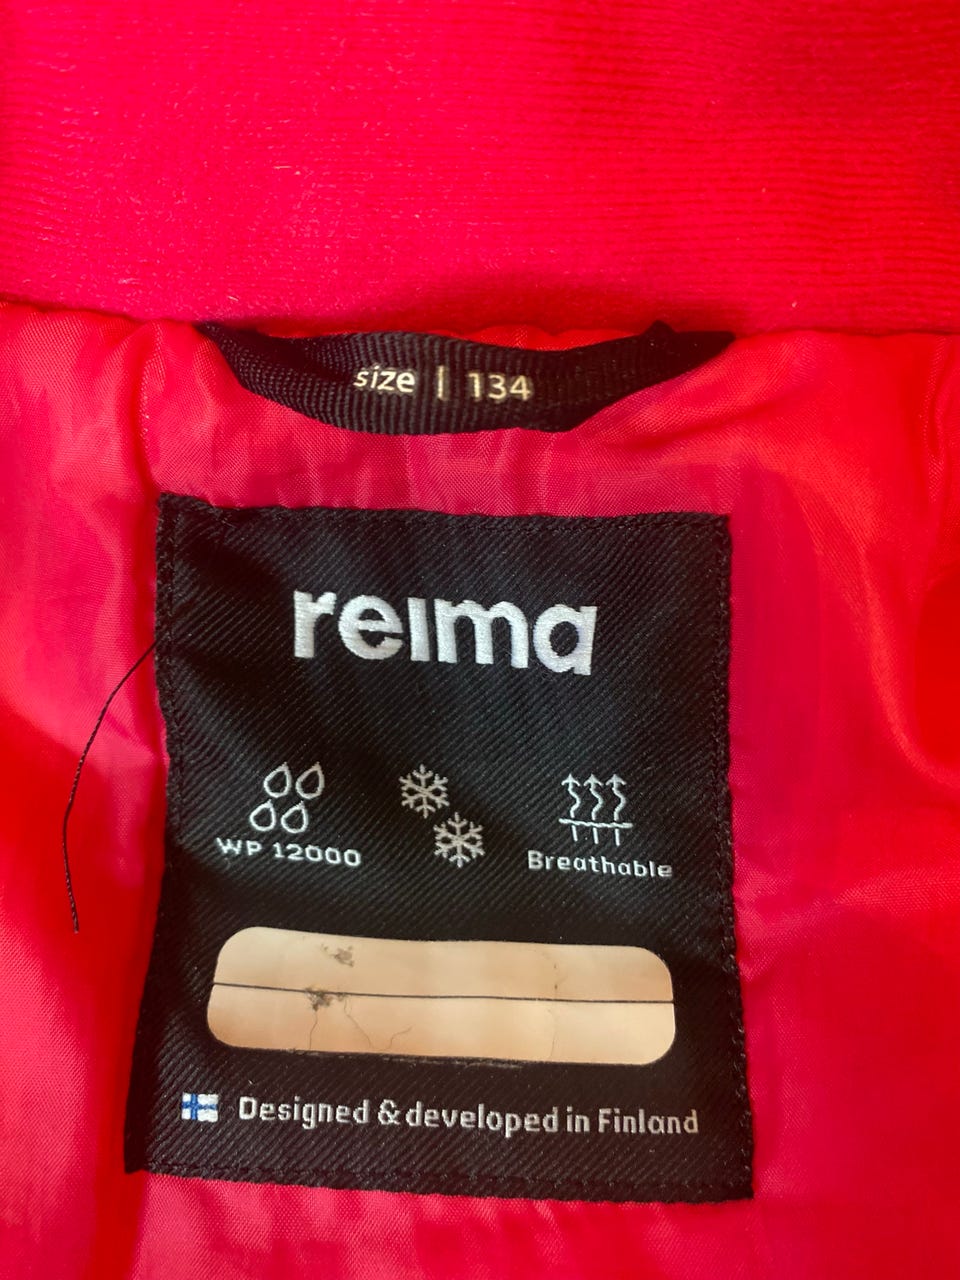 size | 134
reima
WP 12000
Breathable
Designed & developed in Finland